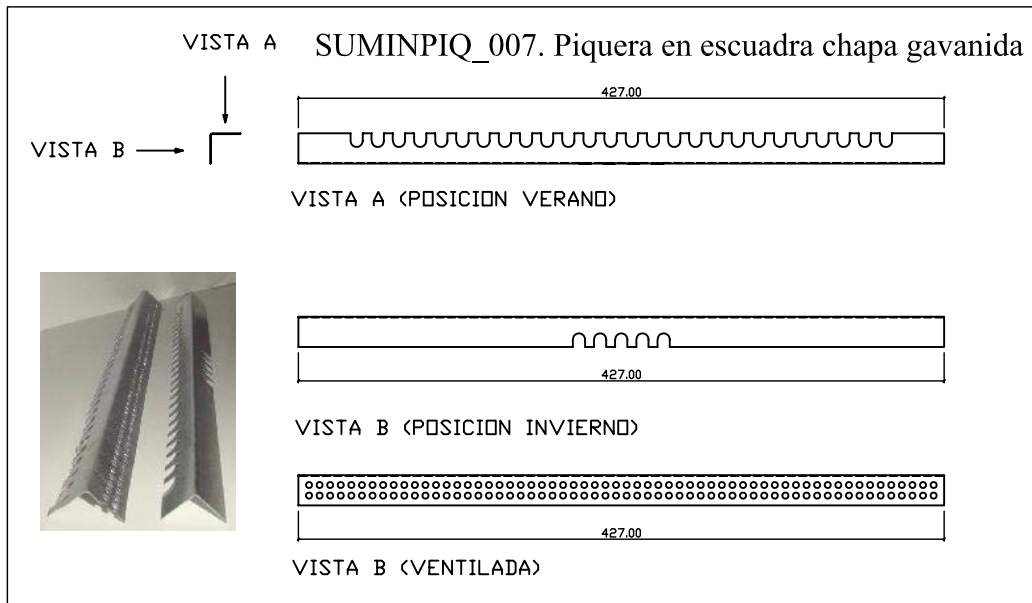 VISTA A
SUMINPIQ_007. Piquera en escuadra chapa gavanida
427.00
VISTA B
VISTA A (POSICION VERANO)
427.00
VISTA B (POSICION INVIERNO)
427.00
VISTA B (VENTILADA)